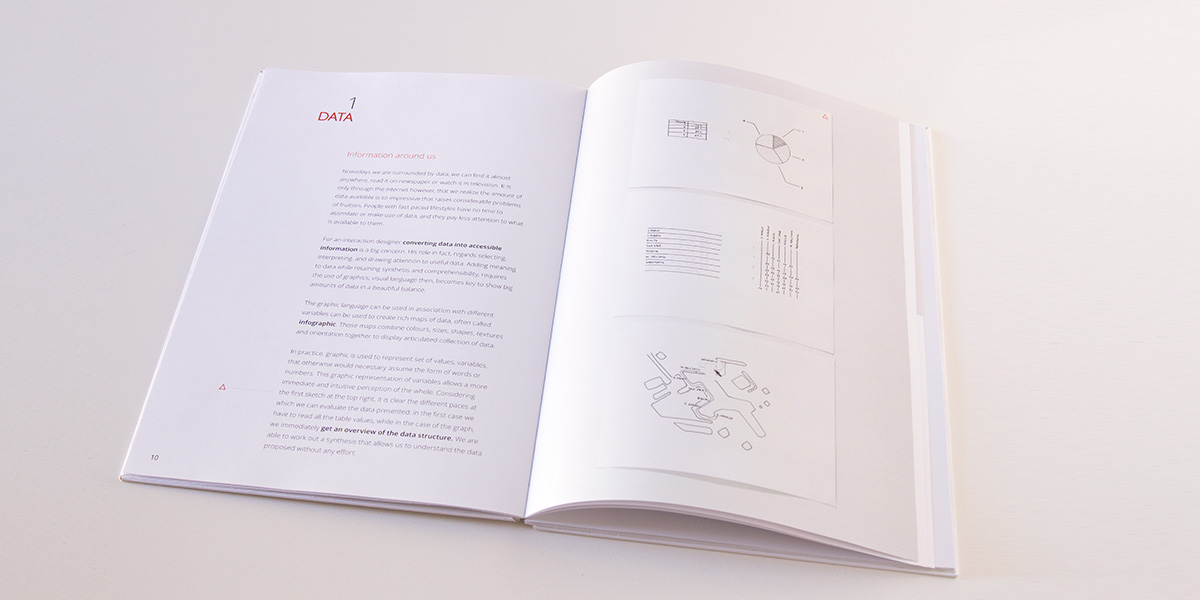 1
DATA
Information around us
Nowadays we are surrounded by data, we can find it almost
anywhere, read it on newspaper or watch it in television. It is
only through the internet however, that we realize the amount of
data available is so impressive that raises considerable problems
of fruition. People with fast paced lifestyles have no time to
assimilate or make use of data, and they pay less attention to what
is available to them.
For an interaction designer converting data into accessible
information is a big concern. His role in fact, regards selecting,
interpreting, and drawing attention to useful data. Adding meaning
to data while retaining synthesis and comprehensibility, requires
the use of graphics; visual language then, becomes key to show big
amounts of data in a beautiful balance.
The graphic language can be used in association with different
variables can be used to create rich maps of data, often called
infographic. Those maps combine colours, sizes, shapes, textures
and orientation together to display articulated collection of data.
In practice, graphic is used to represent set of values, variables,
that otherwise would necessary assume the form of words or
numbers. This graphic representation of variables allows a more
immediate and intuitive perception of the whole. Considering
the first sketch at the top right, it is clear the different paces at
which we can evaluate the data presented: in the first case we
have to read all the table values, while in the case of the graph,
we immediately get an overview of the data structure. We are
able to work out a synthesis that allows us to understand the data
proposed without any effort.
10